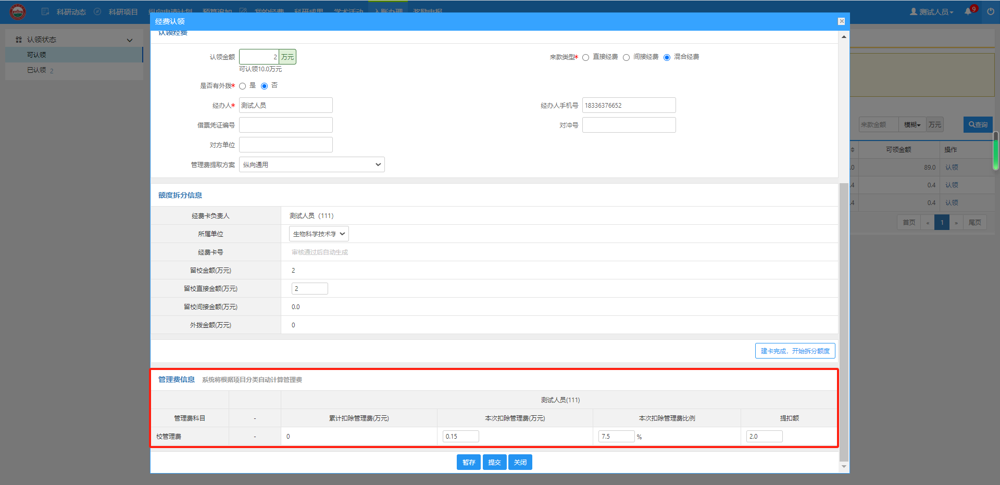 科研动态 科研项目 纵向申请计划 预算追加 我的经费 科研成果 学术活动 入账办理 奖励申报 测试人员 9
经费认领
认领状态
可认领
已认领 2
认领经费
认领金额 2 万元
可认领10.0万元
来款类型* 直接经费 间接经费 混合经费
是否有外拨* 是 否
经办人* 测试人员
经办人手机号 18336376652
借票凭证编号
对冲号
对方单位
管理费提取方案 纵向通用
额度拆分信息
经费卡负责人 测试人员（111）
所属单位 生物科学技术学
经费卡号 审核通过后自动生成
留校金额(万元) 2
留校直接金额(万元) 2
留校间接金额(万元) 0.0
外拨金额(万元) 0
建卡完成，开始拆分额度
管理费信息 系统将根据项目分类自动计算管理费
测试人员(111)
管理费科目 - 累计扣除管理费(万元) 本次扣除管理费(万元) 本次扣除管理费比例 提扣额
校管理费 - 0 0.15 7.5 % 2.0
暂存 提交 关闭
来款金额 模糊 万元 查询
可领金额 操作
.0 89.0 认领
.4 0.4 认领
.4 0.4 认领
首页 « 1 » 尾页